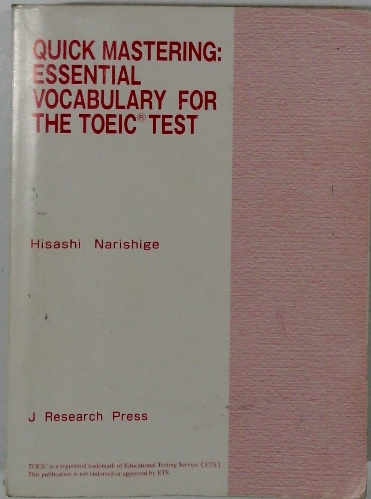 QUICK MASTERING:
ESSENTIAL
VOCABULARY FOR
THE TOEIC® TEST
Hisashi Narishige
J Research Press
TOEIC is a registered trademark of Educational Testing Service (ETS)
This publication is not endorsed or approved by ETS.